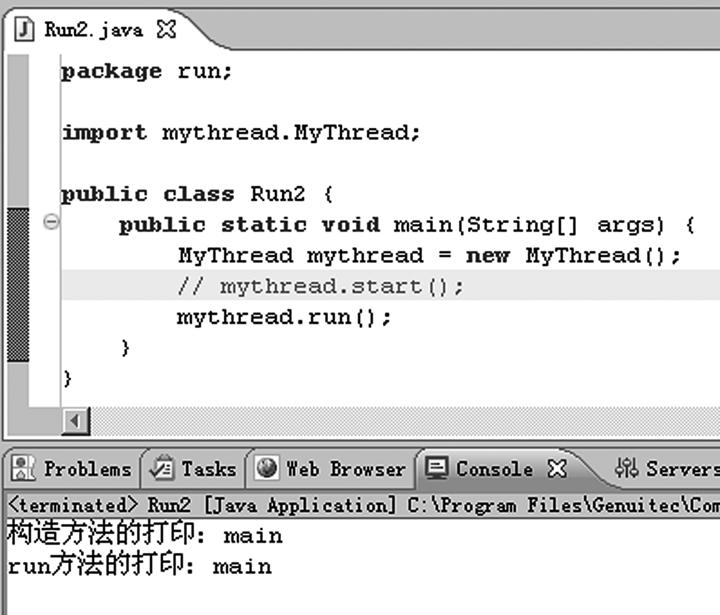 Run2.java
package run;
import mythread.MyThread;
public class Run2 {
public static void main(String[] args) {
MyThread mythread = new MyThread();
// mythread.start();
mythread.run();
}
}
Problems Tasks Web Browser Console Servers
<terminated> Run2 [Java Application] C:\Program Files\Genuitec\Com
构造方法的打印: main
run方法的打印: main